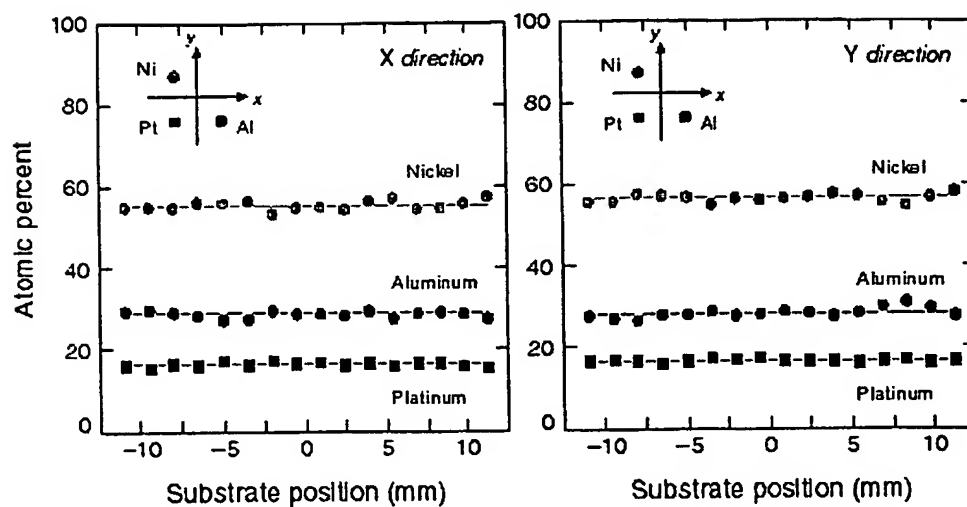 100
80
60
40
20
0
Atomic percent
y
x
Ni
Pt
Al
X direction
Nickel
Aluminum
Platinum
−10
−5
0
5
10
Substrate position (mm)
100
80
60
40
20
0
y
x
Ni
Pt
Al
Y direction
Nickel
Aluminum
Platinum
−10
−5
0
5
10
Substrate position (mm)